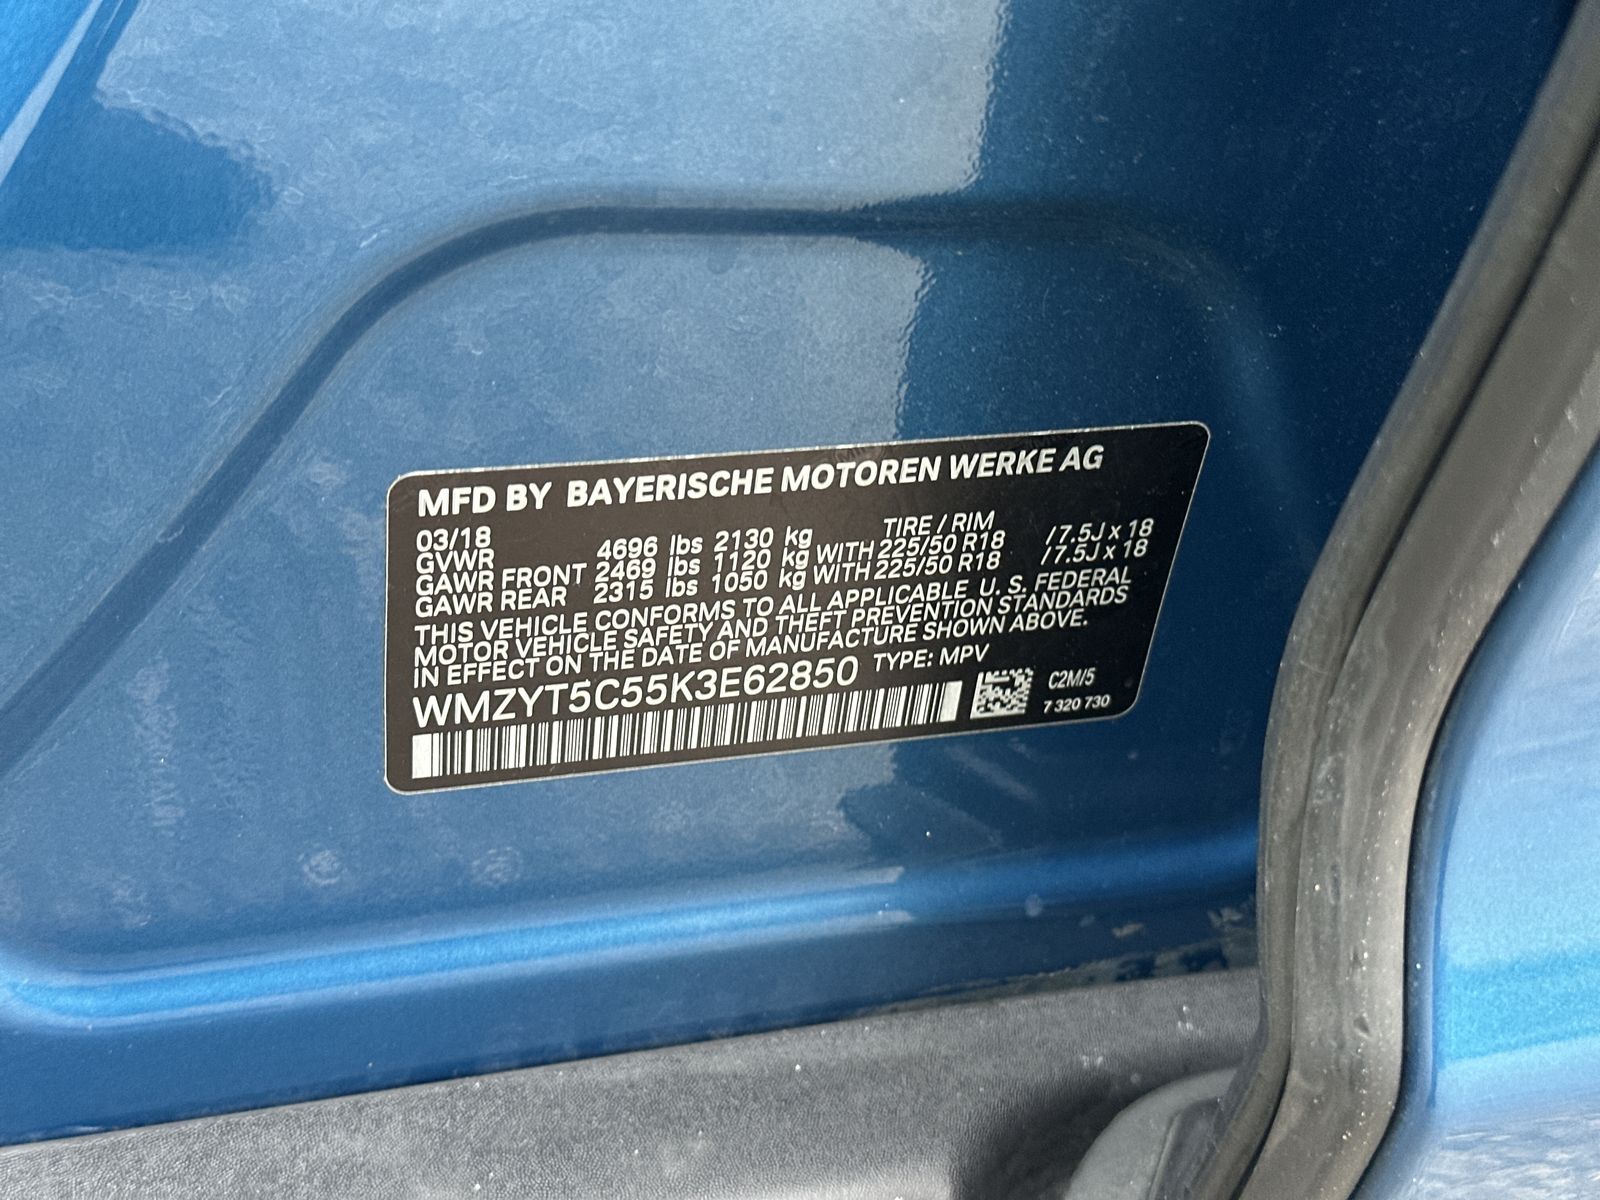 MFD BY BAYERISCHE MOTOREN WERKE AG
03/18 TIRE / RIM
GVWR 4696 lbs 2130 kg
GAWR FRONT 2469 lbs 1120 kg WITH 225/50 R18 / 7.5J x 18
GAWR REAR 2315 lbs 1050 kg WITH 225/50 R18 / 7.5J x 18
THIS VEHICLE CONFORMS TO ALL APPLICABLE U. S. FEDERAL
MOTOR VEHICLE SAFETY AND THEFT PREVENTION STANDARDS
IN EFFECT ON THE DATE OF MANUFACTURE SHOWN ABOVE.
WMZYT5C55K3E62850 TYPE: MPV
C2M/5
7 320 730